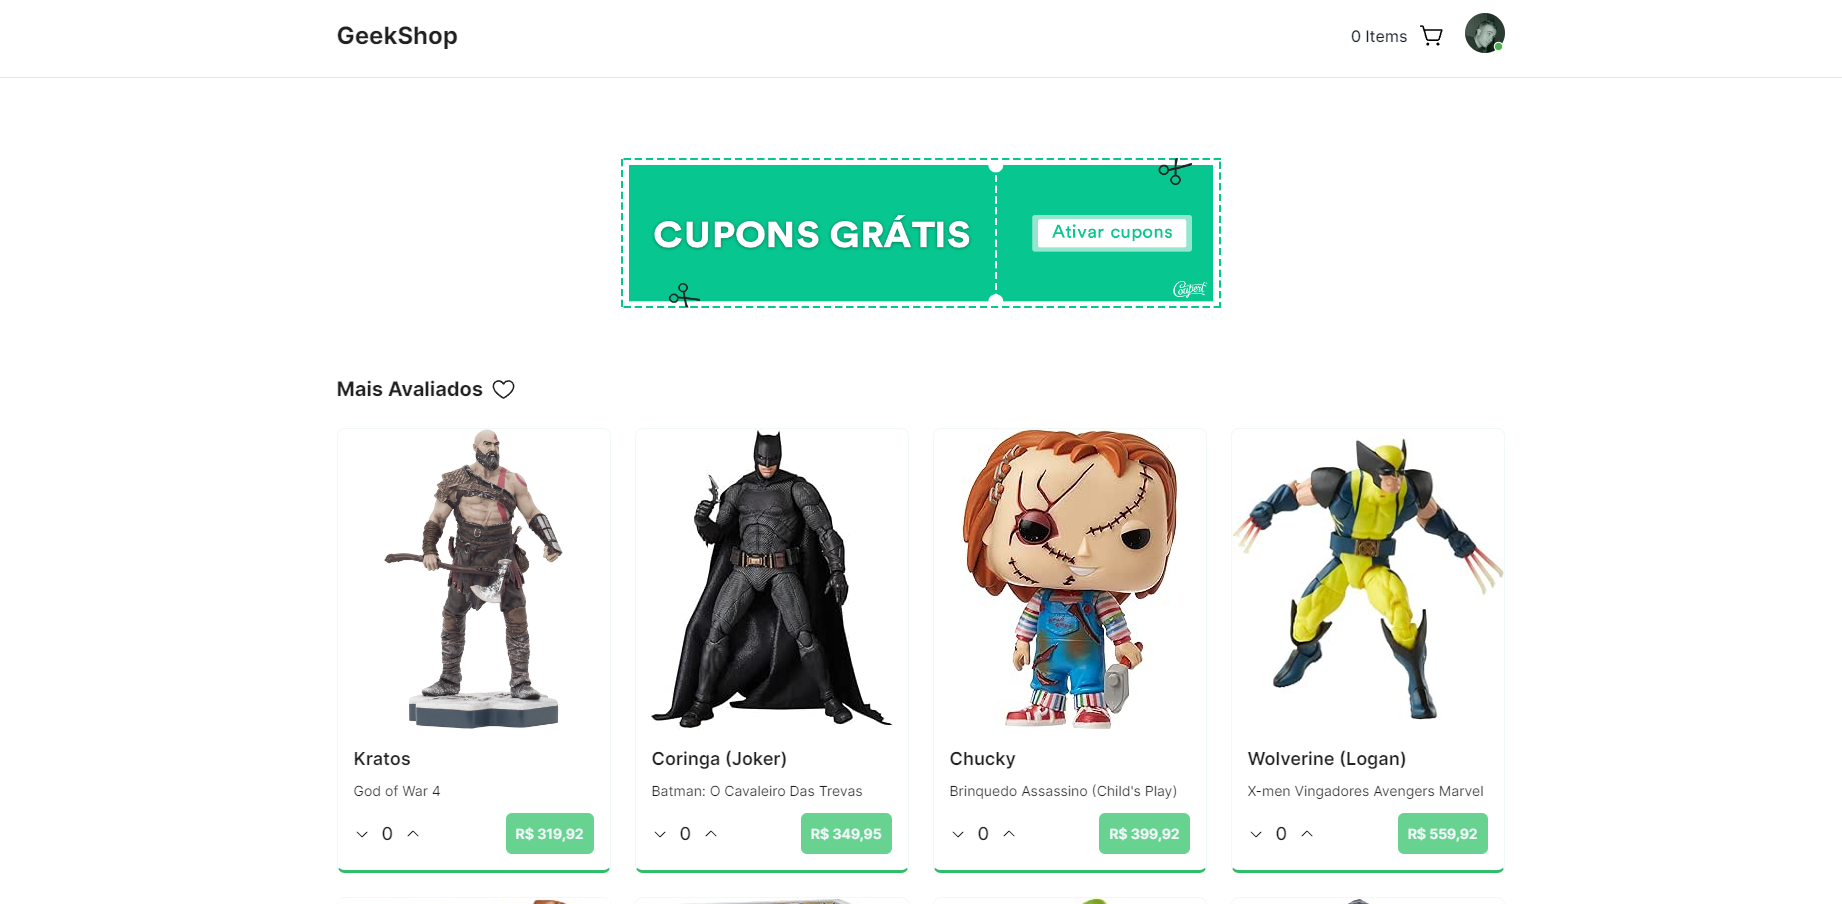 GeekShop
0 Items
CUPONS GRÁTIS
Ativar cupons
Coupert
Mais Avaliados
Kratos
God of War 4
0
R$ 319,92
Coringa (Joker)
Batman: O Cavaleiro Das Trevas
0
R$ 349,95
Chucky
Brinquedo Assassino (Child's Play)
0
R$ 399,92
Wolverine (Logan)
X-men Vingadores Avengers Marvel
0
R$ 559,92